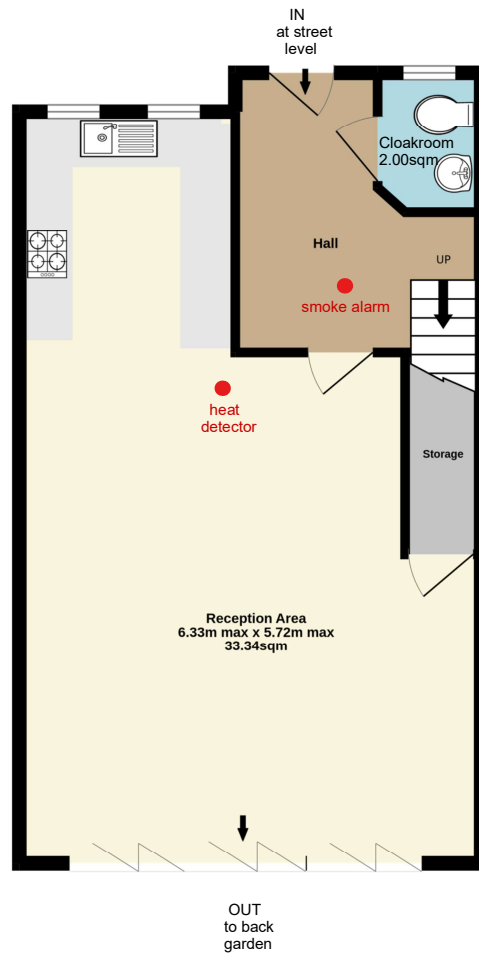 IN
at street
level
Cloakroom
2.00sqm
Hall
UP
smoke alarm
heat
detector
Storage
Reception Area
6.33m max x 5.72m max
33.34sqm
OUT
to back
garden